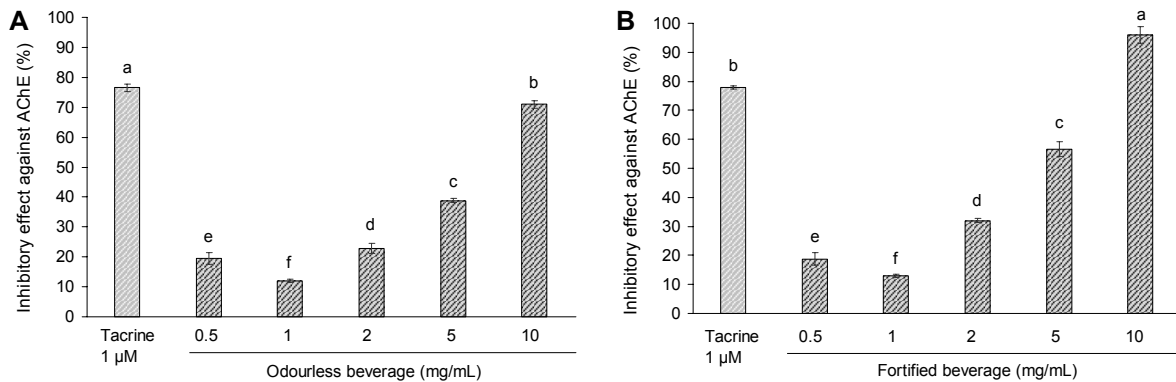 A
Inhibitory effect against AChE (%)
100
90
80
70
60
50
40
30
20
10
0
a
e
f
d
c
b
Tacrine
1 μM
0.5
1
2
5
10
Odourless beverage (mg/mL)
B
Inhibitory effect against AChE (%)
100
90
80
70
60
50
40
30
20
10
0
b
e
f
d
c
a
Tacrine
1 μM
0.5
1
2
5
10
Fortified beverage (mg/mL)